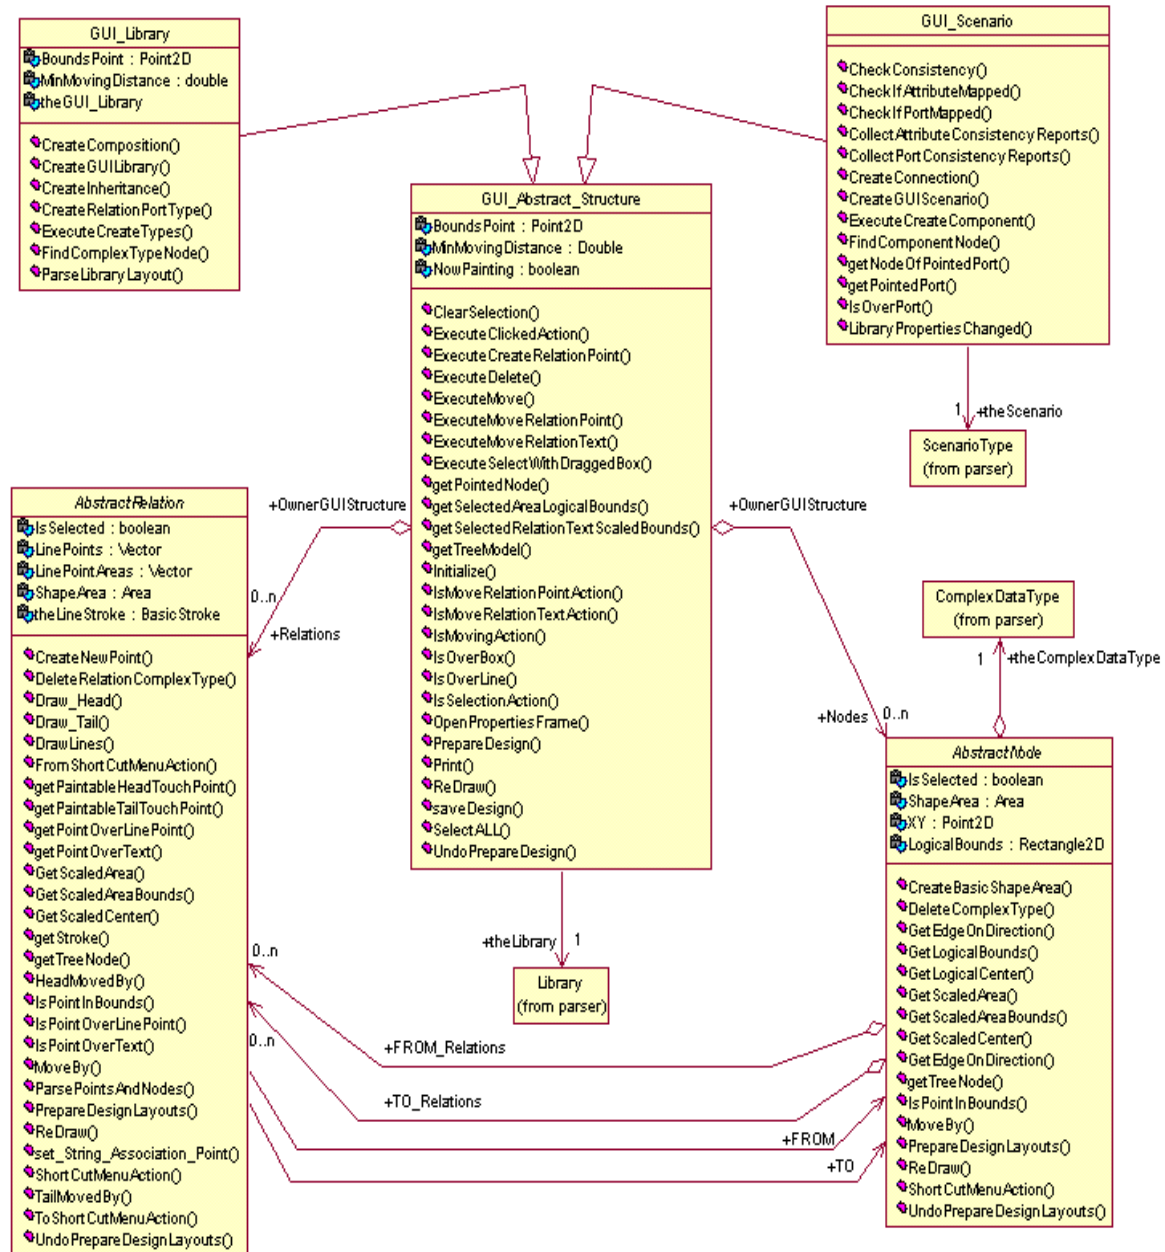 GUI_Library
BoundsPoint : Point2D
MinMovingDistance : double
theGUI_Library
CreateComposition()
CreateGUILibrary()
CreateInheritance()
CreateRelationPortType()
ExecuteCreateTypes()
FindComplexTypeNode()
ParseLibraryLayout()
GUI_Scenario
CheckConsistency()
CheckIfAttributeMapped()
CheckIfPortMapped()
CollectAttributeConsistencyReports()
CollectPortConsistencyReports()
CreateConnection()
CreateGUIScenario()
ExecuteCreateComponent()
FindComponentNode()
getNodeOfPointedPort()
getPointedPort()
IsOverPort()
LibraryPropertiesChanged()
GUI_Abstract_Structure
BoundsPoint : Point2D
MinMovingDistance : Double
NowPainting : boolean
ClearSelection()
ExecuteClickedAction()
ExecuteCreateRelationPoint()
ExecuteDelete()
ExecuteMove()
ExecuteMoveRelationPoint()
ExecuteMoveRelationText()
ExecuteSelectWithDraggedBox()
getPointedNode()
getSelectedAreaLogicalBounds()
getSelectedRelationTextScaledBounds()
getTreeModel()
Initialize()
IsMoveRelationPointAction()
IsMoveRelationTextAction()
IsMovingAction()
IsOverBox()
IsOverLine()
IsSelectionAction()
OpenPropertiesFrame()
PrepareDesign()
Print()
ReDraw()
saveDesign()
SelectALL()
UndoPrepareDesign()
1 +theScenario
ScenarioType
(from parser)
+OwnerGUIStructure
0..n
+Relations
+OwnerGUIStructure
+Nodes 0..n
AbstractRelation
IsSelected : boolean
LinePoints : Vector
LinePointAreas : Vector
ShapeArea : Area
theLineStroke : BasicStroke
CreateNewPoint()
DeleteRelationComplexType()
Draw_Head()
Draw_Tail()
DrawLines()
FromShortCutMenuAction()
getPaintableHeadTouchPoint()
getPaintableTailTouchPoint()
getPointOverLinePoint()
getPointOverText()
GetScaledArea()
GetScaledAreaBounds()
GetScaledCenter()
getStroke()
getTreeNode()
HeadMovedBy()
IsPointInBounds()
IsPointOverLinePoint()
IsPointOverText()
MoveBy()
ParsePointsAndNodes()
PrepareDesignLayouts()
ReDraw()
set_String_Association_Point()
ShortCutMenuAction()
TailMovedBy()
ToShortCutMenuAction()
UndoPrepareDesignLayouts()
ComplexDataType
(from parser)
1 +theComplexDataType
AbstractNode
IsSelected : boolean
ShapeArea : Area
XY : Point2D
LogicalBounds : Rectangle2D
CreateBasicShapeArea()
DeleteComplexType()
GetEdgeOnDirection()
GetLogicalBounds()
GetLogicalCenter()
GetScaledArea()
GetScaledAreaBounds()
GetScaledCenter()
GetEdgeOnDirection()
getTreeNode()
IsPointInBounds()
MoveBy()
PrepareDesignLayouts()
ReDraw()
ShortCutMenuAction()
UndoPrepareDesignLayouts()
+theLibrary 1
Library
(from parser)
0..n
+FROM_Relations
0..n
+TO_Relations
+FROM
+TO